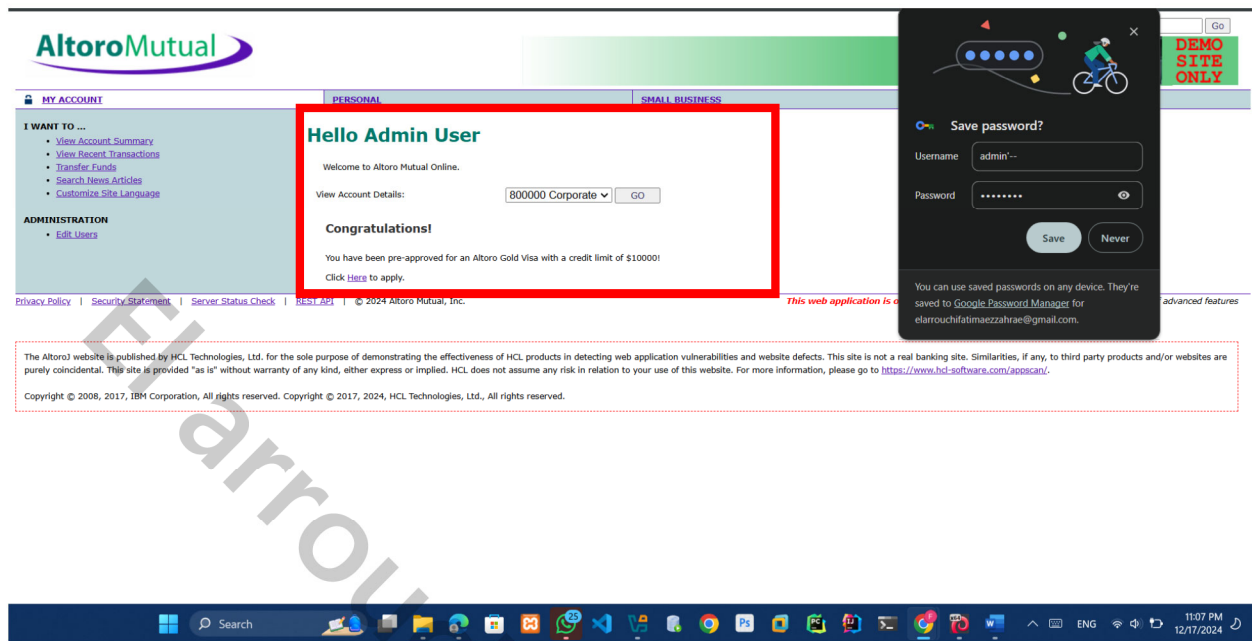 AltoroMutual
Go
DEMO
SITE
ONLY
MY ACCOUNT
PERSONAL
SMALL BUSINESS
I WANT TO ...
View Account Summary
View Recent Transactions
Transfer Funds
Search News Articles
Customize Site Language
ADMINISTRATION
Edit Users
Hello Admin User
Welcome to Altoro Mutual Online.
View Account Details:
800000 Corporate
GO
Congratulations!
You have been pre-approved for an Altoro Gold Visa with a credit limit of $10000!
Click Here to apply.
Save password?
Username
admin'--
Password
••••••••
Save
Never
You can use saved passwords on any device. They're
saved to Google Password Manager for
elarrouchifatimaezzahrae@gmail.com.
Privacy Policy | Security Statement | Server Status Check | REST API | © 2024 Altoro Mutual, Inc.
This web application is o
advanced features
The AltoroJ website is published by HCL Technologies, Ltd. for the sole purpose of demonstrating the effectiveness of HCL products in detecting web application vulnerabilities and website defects. This site is not a real banking site. Similarities, if any, to third party products and/or websites are
purely coincidental. This site is provided "as is" without warranty of any kind, either express or implied. HCL does not assume any risk in relation to your use of this website. For more information, please go to https://www.hcl-software.com/appscan/.
Copyright © 2008, 2017, IBM Corporation, All rights reserved. Copyright © 2017, 2024, HCL Technologies, Ltd., All rights reserved.
El arrou
Search
25
ENG
11:07 PM
12/17/2024